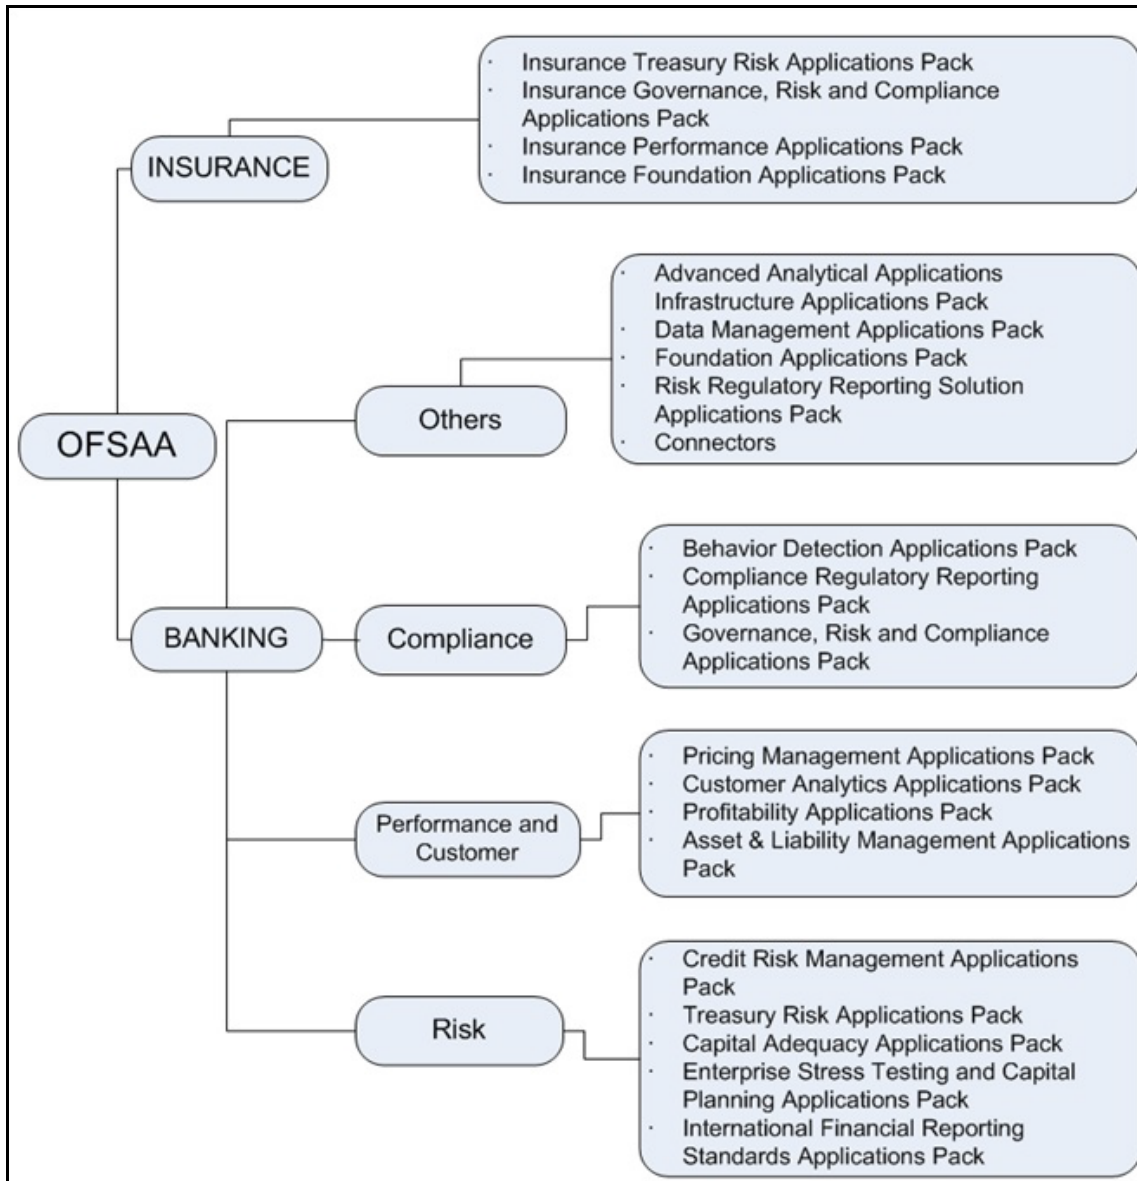 · Insurance Treasury Risk Applications Pack
· Insurance Governance, Risk and Compliance
Applications Pack
· Insurance Performance Applications Pack
· Insurance Foundation Applications Pack
INSURANCE
· Advanced Analytical Applications
Infrastructure Applications Pack
· Data Management Applications Pack
· Foundation Applications Pack
· Risk Regulatory Reporting Solution
Applications Pack
· Connectors
Others
OFSAA
· Behavior Detection Applications Pack
· Compliance Regulatory Reporting
Applications Pack
· Governance, Risk and Compliance
Applications Pack
BANKING
Compliance
· Pricing Management Applications Pack
· Customer Analytics Applications Pack
· Profitability Applications Pack
· Asset & Liability Management Applications
Pack
Performance and
Customer
· Credit Risk Management Applications
Pack
· Treasury Risk Applications Pack
· Capital Adequacy Applications Pack
· Enterprise Stress Testing and Capital
Planning Applications Pack
· International Financial Reporting
Standards Applications Pack
Risk